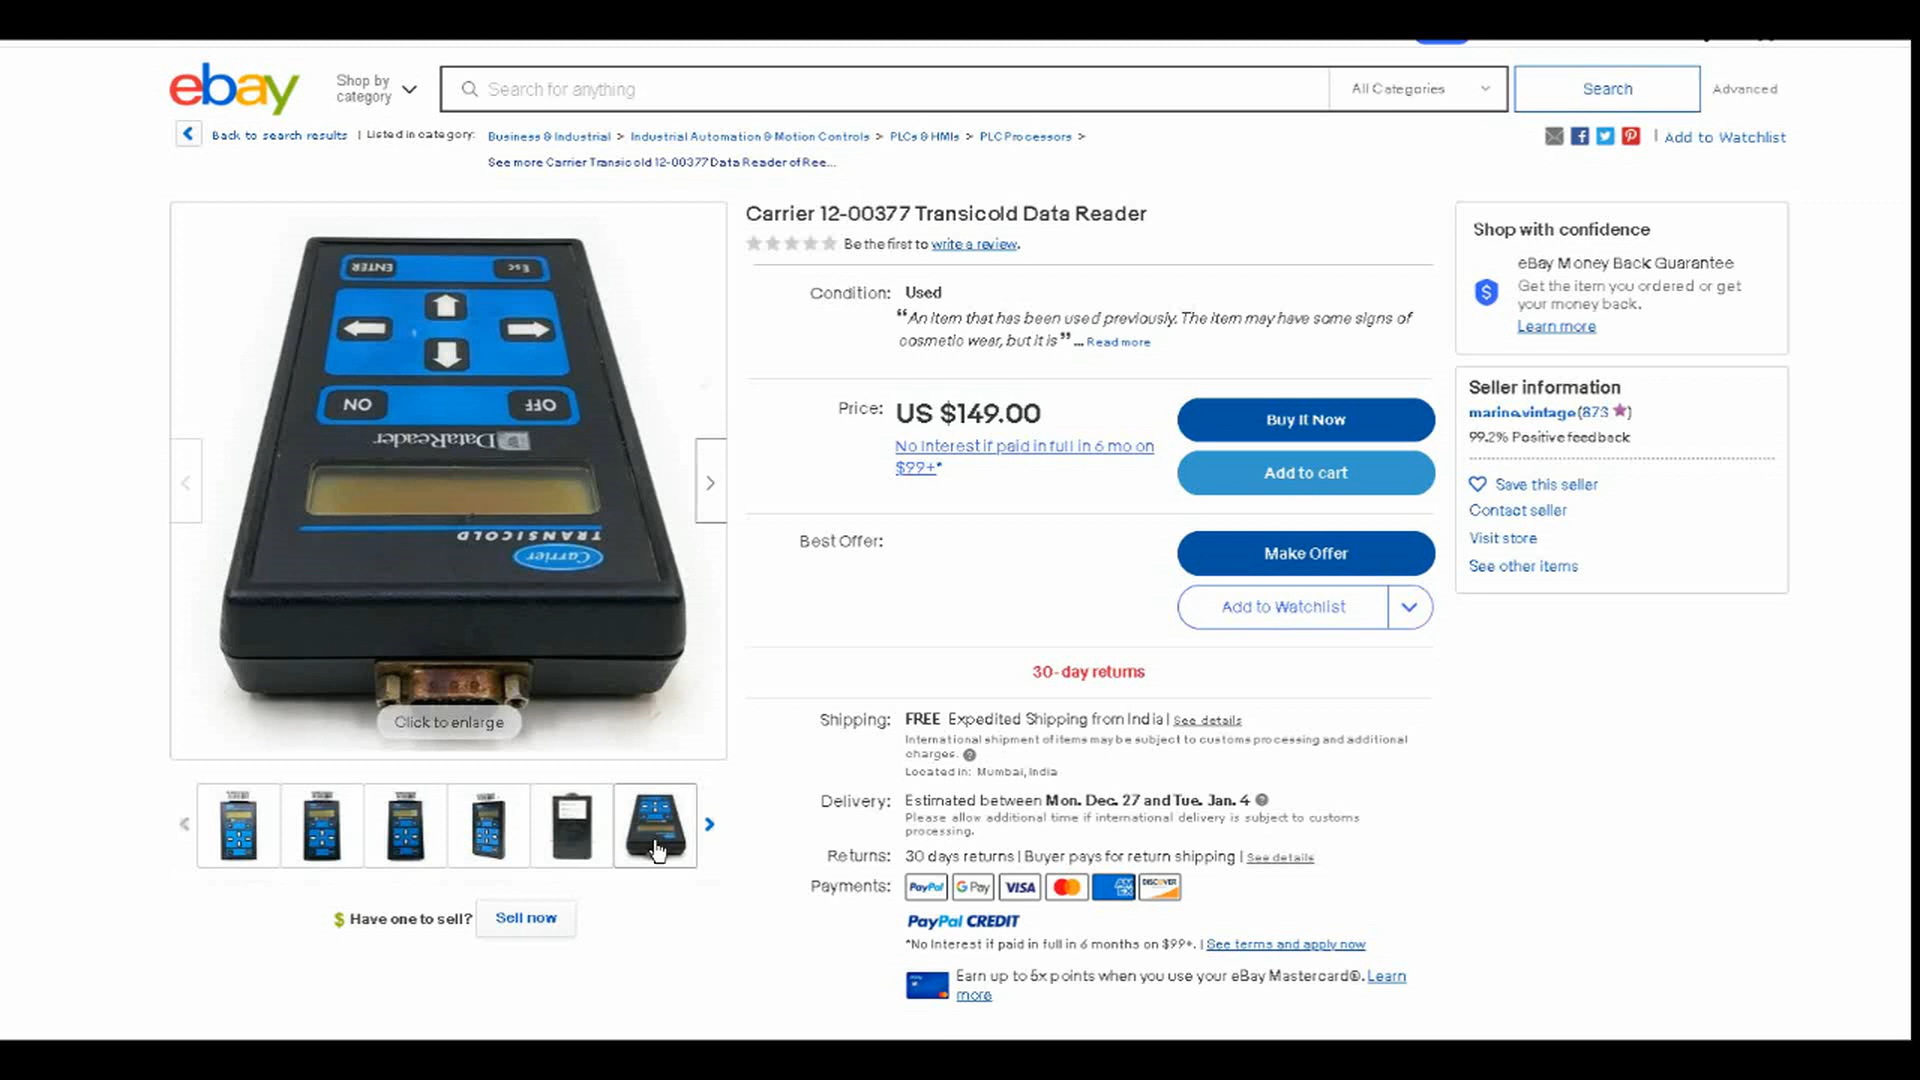 ebay
Shop by category
Search for anything
All Categories
Search
Advanced
Back to search results | Listed in category: Business & Industrial > Industrial Automation & Motion Controls > PLCs & HMIs > PLC Processors >
| Add to Watchlist
See more Carrier Transicold 12-00377 Data Reader of Ree...
Carrier 12-00377 Transicold Data Reader
Be the first to write a review.
Condition: Used
“An item that has been used previously. The item may have some signs of
cosmetic wear, but it is” ... Read more
Price: US $149.00
No Interest if paid in full in 6 mo on
$99+*
Buy It Now
Add to cart
Best Offer:
Make Offer
Add to Watchlist
30-day returns
Shipping: FREE Expedited Shipping from India | See details
International shipment of items may be subject to customs processing and additional
charges.
Located in: Mumbai, India
Delivery: Estimated between Mon. Dec. 27 and Tue. Jan. 4
Please allow additional time if international delivery is subject to customs
processing.
Returns: 30 days returns | Buyer pays for return shipping | See details
Payments: PayPal G Pay VISA AM EX DISCOVER
PayPal CREDIT
*No Interest if paid in full in 6 months on $99+. | See terms and apply now
Earn up to 5x points when you use your eBay Mastercard®. Learn
more
Shop with confidence
eBay Money Back Guarantee
Get the item you ordered or get
your money back.
Learn more
Seller information
marine.vintage (873)
99.2% Positive feedback
Save this seller
Contact seller
Visit store
See other items
ENTER Esc
ON OFF
DataReader
TRANSICOLD
Carrier
Click to enlarge
$ Have one to sell? Sell now